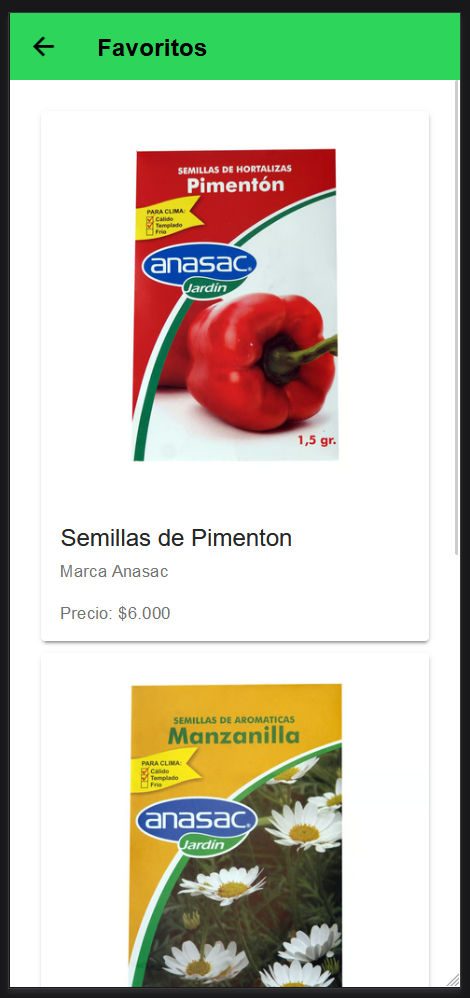 Favoritos
SEMILLAS DE HORTALIZAS
Pimentón
PARA CLIMA:
Cálido
Templado
Frío
anasac
Jardín
1,5 gr.
Semillas de Pimenton
Marca Anasac
Precio: $6.000
SEMILLAS DE AROMATICAS
Manzanilla
PARA CLIMA:
Cálido
Templado
Frío
anasac
Jardín